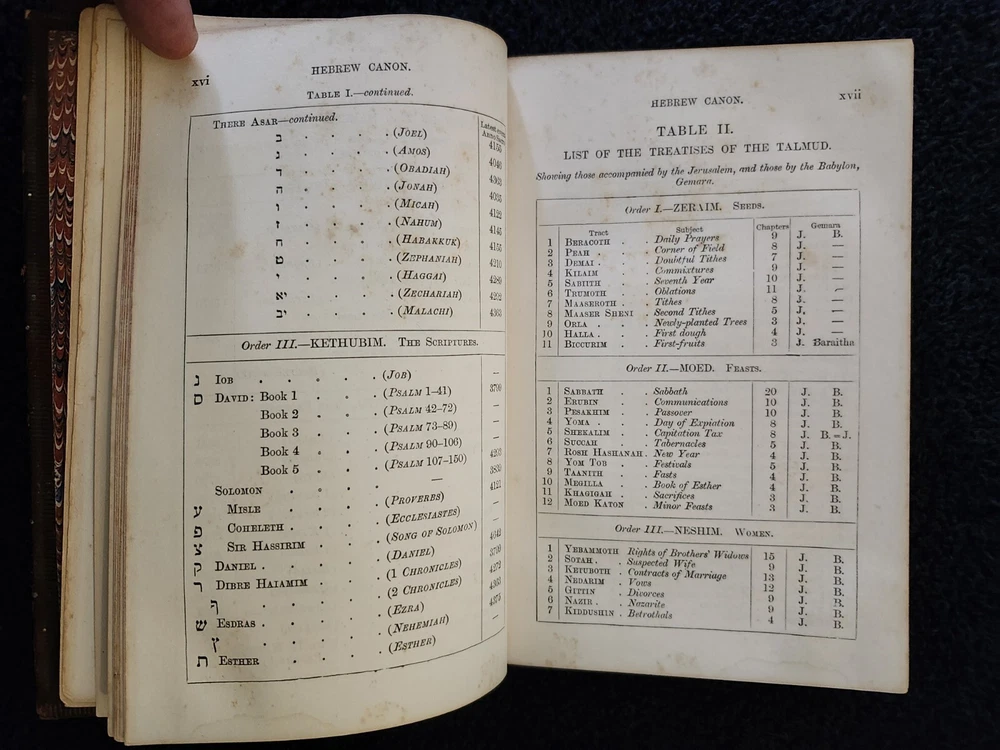 xvi
HEBREW CANON.
TABLE I.—continued.
THERE ASAR—continued.
ב . . . . (JOEL) 4155
ג . . . . (AMOS) 4040
ד . . . . (OBADIAH)
ה . . . . (JONAH) 4035
ו . . . . (MICAH) 4122
ז . . . . (NAHUM) 4145
ח . . . . (HABAKKUK) 4155
ט . . . . (ZEPHANIAH) 4210
י . . . . (HAGGAI) 4289
יא . . . . (ZECHARIAH) 4292
יב . . . . (MALACHI) 4363
Order III.—KETHUBIM. THE SCRIPTURES.
נ IOB . . . . (JOB) —
ס DAVID: Book 1 . . . (PSALM 1–41) 3709
Book 2 . . . (PSALM 42–72)
Book 3 . . . (PSALM 73–89)
Book 4 . . . (PSALM 90–106)
Book 5 . . . (PSALM 107–150)
SOLOMON . . . . —
ע MISLE . . . . (PROVERBS)
פ COHELETH . . . . (ECCLESIASTES)
צ SIR HASSIRIM . . . (SONG OF SOLOMON)
ק DANIEL . . . . (DANIEL)
ר DIBRE HAIAMIM . . . (1 CHRONICLES)
ך . . . . (2 CHRONICLES)
ש ESDRAS . . . . (EZRA)
ץ . . . . (NEHEMIAH)
ת ESTHER . . . . (ESTHER)
HEBREW CANON.
xvii
TABLE II.
LIST OF THE TREATISES OF THE TALMUD.
Showing those accompanied by the Jerusalem, and those by the Babylon,
Gemara.
Order I.—ZERAIM. SEEDS.
Tract Subject Chapters Gemara
1 BERACOTH . . Daily Prayers 9 J. B.
2 PEAH . . . Corner of Field 8 J. —
3 DEMAI . . . Doubtful Tithes 7 J. —
4 KILAIM . . Commixtures 9 J. —
5 SABIITH . . Seventh Year 10 J. —
6 TRUMOTH . . Oblations 11 J. —
7 MAASEROTH . . Tithes 8 J. —
8 MAASER SHENI . Second Tithes 5 J. —
9 ORLA . . . Newly-planted Trees 3 J. —
10 HALLA . . . First dough 4 J. —
11 BICCURIM . . First-fruits 3 J. Baraitha
Order II.—MOED. FEASTS.
1 SABBATH . . Sabbath 20 J. B.
2 ERUBIN . . Communications 10 J. B.
3 PESAKHIM . . Passover 10 J. B.
4 YOMA . . . Day of Expiation 8 J. B.
5 SHEKALIM . . Capitation Tax 8 J. B. = J.
6 SUCCAH . . Tabernacles 5 J. B.
7 ROSH HASHANAH . New Year 4 J. B.
8 YOM TOB . . Festivals 5 J. B.
9 TAANITH . . Fasts 4 J. B.
10 MEGILLA . . Book of Esther 4 J. B.
11 KHAGIGAH . . Sacrifices 3 J. B.
12 MOED KATON . Minor Feasts 3 J. B.
Order III.—NESHIM. WOMEN.
1 YEBAMMOTH Rights of Brothers' Widows 15 J. B.
2 SOTAH . . Suspected Wife 9 J. B.
3 KETUBOTH . Contracts of Marriage 13 J. B.
4 NEDARIM . Vows 12 J. B.
5 GITTIN . Divorces 9 J. B.
6 NAZIR . . Nazarite 9 J. B.
7 KIDDUSHIN . Betrothals 4 J. B.